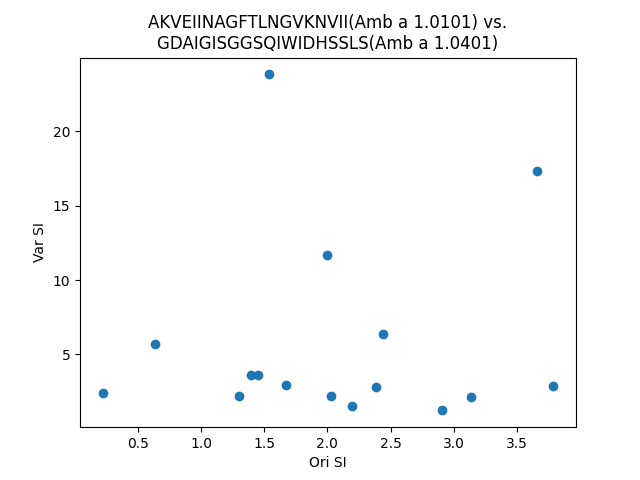 AKVEIINAGFTLNGVKNVII(Amb a 1.0101) vs.
GDAIGISGGSQIWIDHSSLS(Amb a 1.0401)
20
15
10
5
Var SI
0.5 1.0 1.5 2.0 2.5 3.0 3.5
Ori SI